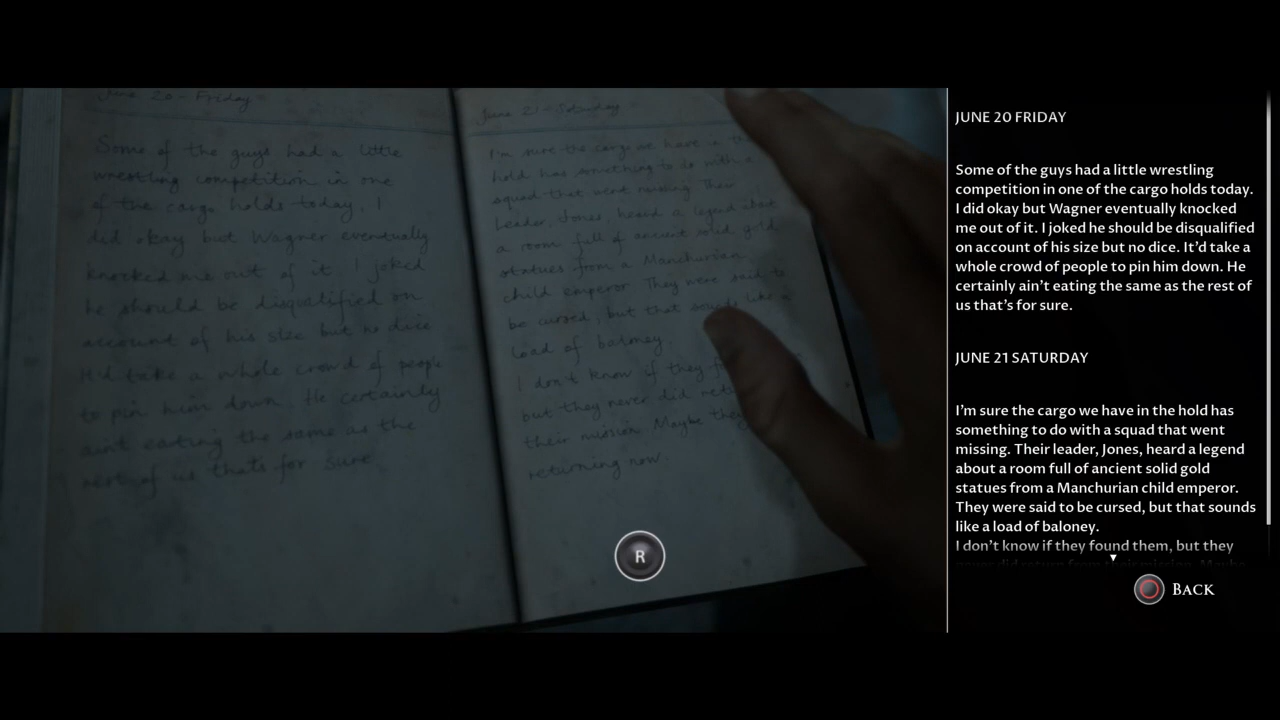 June 20 - Friday
Some of the guys had a little
wrestling competition in one
of the cargo holds today. I
did okay but Wagner eventually
knocked me out of it. I joked
he should be disqualified on
account of his size but no dice
It'd take a whole crowd of people
to pin him down. He certainly
aint eating the same as the
rest of us thats for sure
June 21 - Saturday
I'm sure the cargo we have in th
hold has something to do with a
squad that went missing. Their
Leader, Jones, heard a legend about
a room full of ancient solid gold
statues from a Manchurian
child emperor. They were said to
be cursed, but that sounds like a
load of baloney.
I don't know if they f
but they never did ret
their mission. Maybe they
returning now.
R
JUNE 20 FRIDAY
Some of the guys had a little wrestling
competition in one of the cargo holds today.
I did okay but Wagner eventually knocked
me out of it. I joked he should be disqualified
on account of his size but no dice. It'd take a
whole crowd of people to pin him down. He
certainly ain't eating the same as the rest of
us that's for sure.
JUNE 21 SATURDAY
I'm sure the cargo we have in the hold has
something to do with a squad that went
missing. Their leader, Jones, heard a legend
about a room full of ancient solid gold
statues from a Manchurian child emperor.
They were said to be cursed, but that sounds
like a load of baloney.
I don't know if they found them, but they
never did return from their mission. Maybe
BACK